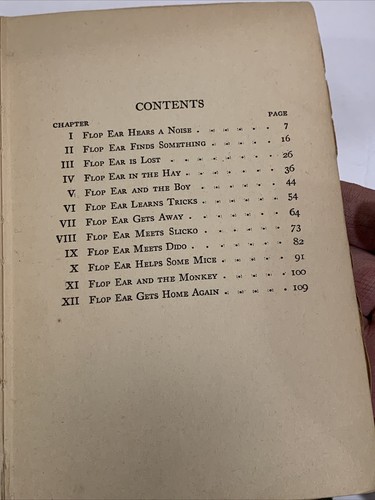 CONTENTS
CHAPTER PAGE
I Flop Ear Hears a Noise 7
II Flop Ear Finds Something 16
III Flop Ear is Lost 26
IV Flop Ear in the Hay 36
V. Flop Ear and the Boy 44
VI Flop Ear Learns Tricks 54
VII Flop Ear Gets Away 64
VIII Flop Ear Meets Slicko 73
IX Flop Ear Meets Dido 82
X Flop Ear Helps Some Mice 91
XI Flop Ear and the Monkey 100
XII Flop Ear Gets Home Again 109